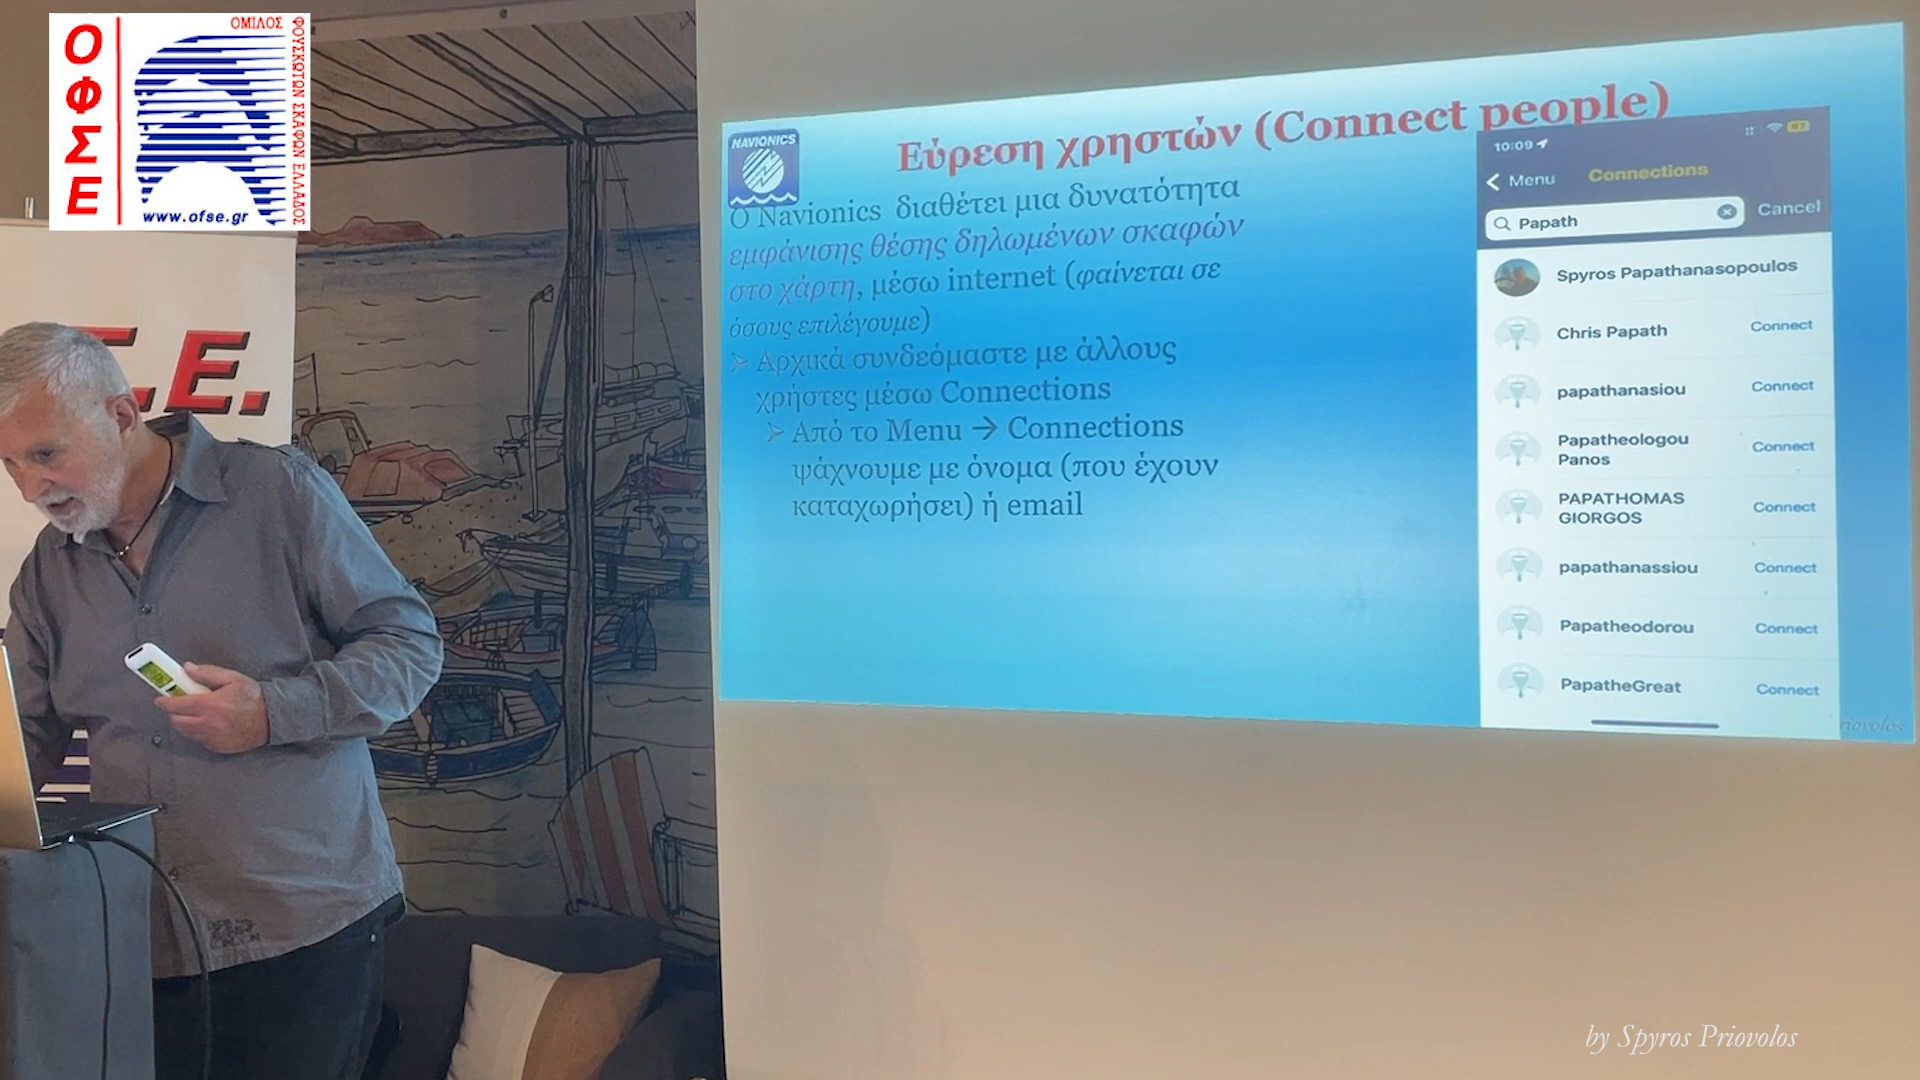 Ο
Φ
Σ
Ε
ΟΜΙΛΟΣ
ΦΟΥΣΚΩΤΩΝ ΣΚΑΦΩΝ ΕΛΛΑΔΟΣ
www.ofse.gr
.E.
NAVIONICS
Εύρεση χρηστών (Connect people)
Ο Navionics διαθέτει μια δυνατότητα
εμφάνισης θέσης δηλωμένων σκαφών
στο χάρτη, μέσω internet (φαίνεται σε
όσους επιλέγουμε)
➢ Αρχικά συνδεόμαστε με άλλους
χρήστες μέσω Connections
➢ Από το Menu → Connections
ψάχνουμε με όνομα (που έχουν
καταχωρήσει) ή email
10:09
87
Menu
Connections
Papath
Cancel
Spyros Papathanasopoulos
Chris Papath Connect
papathanasiou Connect
Papatheologou
Panos
Connect
PAPATHOMAS
GIORGOS
Connect
papathanassiou Connect
Papatheodorou Connect
PapatheGreat Connect
riovolos
by Spyros Priovolos